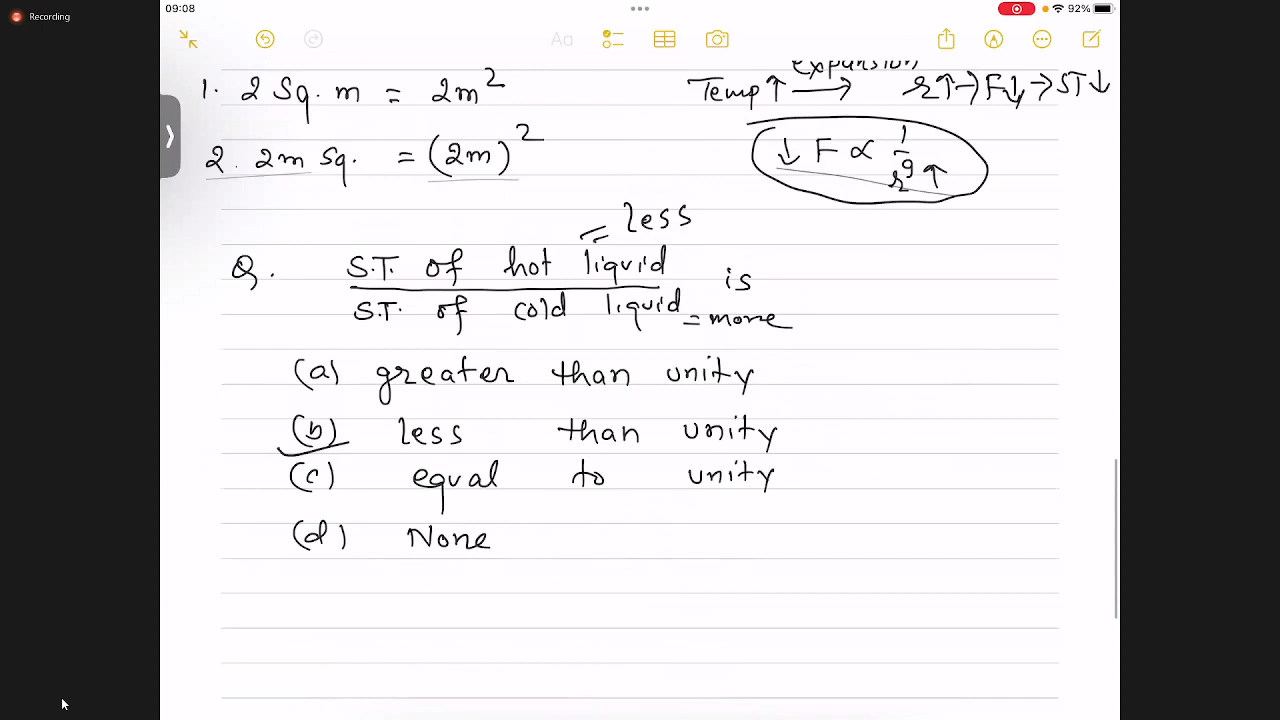 Recording
09:08
92%
Aa
expansion
1. 2 Sq. m = 2m²
Temp↑ → r↑→F↓→ST↓
2. 2m Sq. = (2m)²
↓ F ∝ 1/r⁹↑
= less
Q. S.T. of hot liquid
is
S.T. of cold liquid = more
(a) greater than unity
(b) less than unity
(c) equal to unity
(d) None